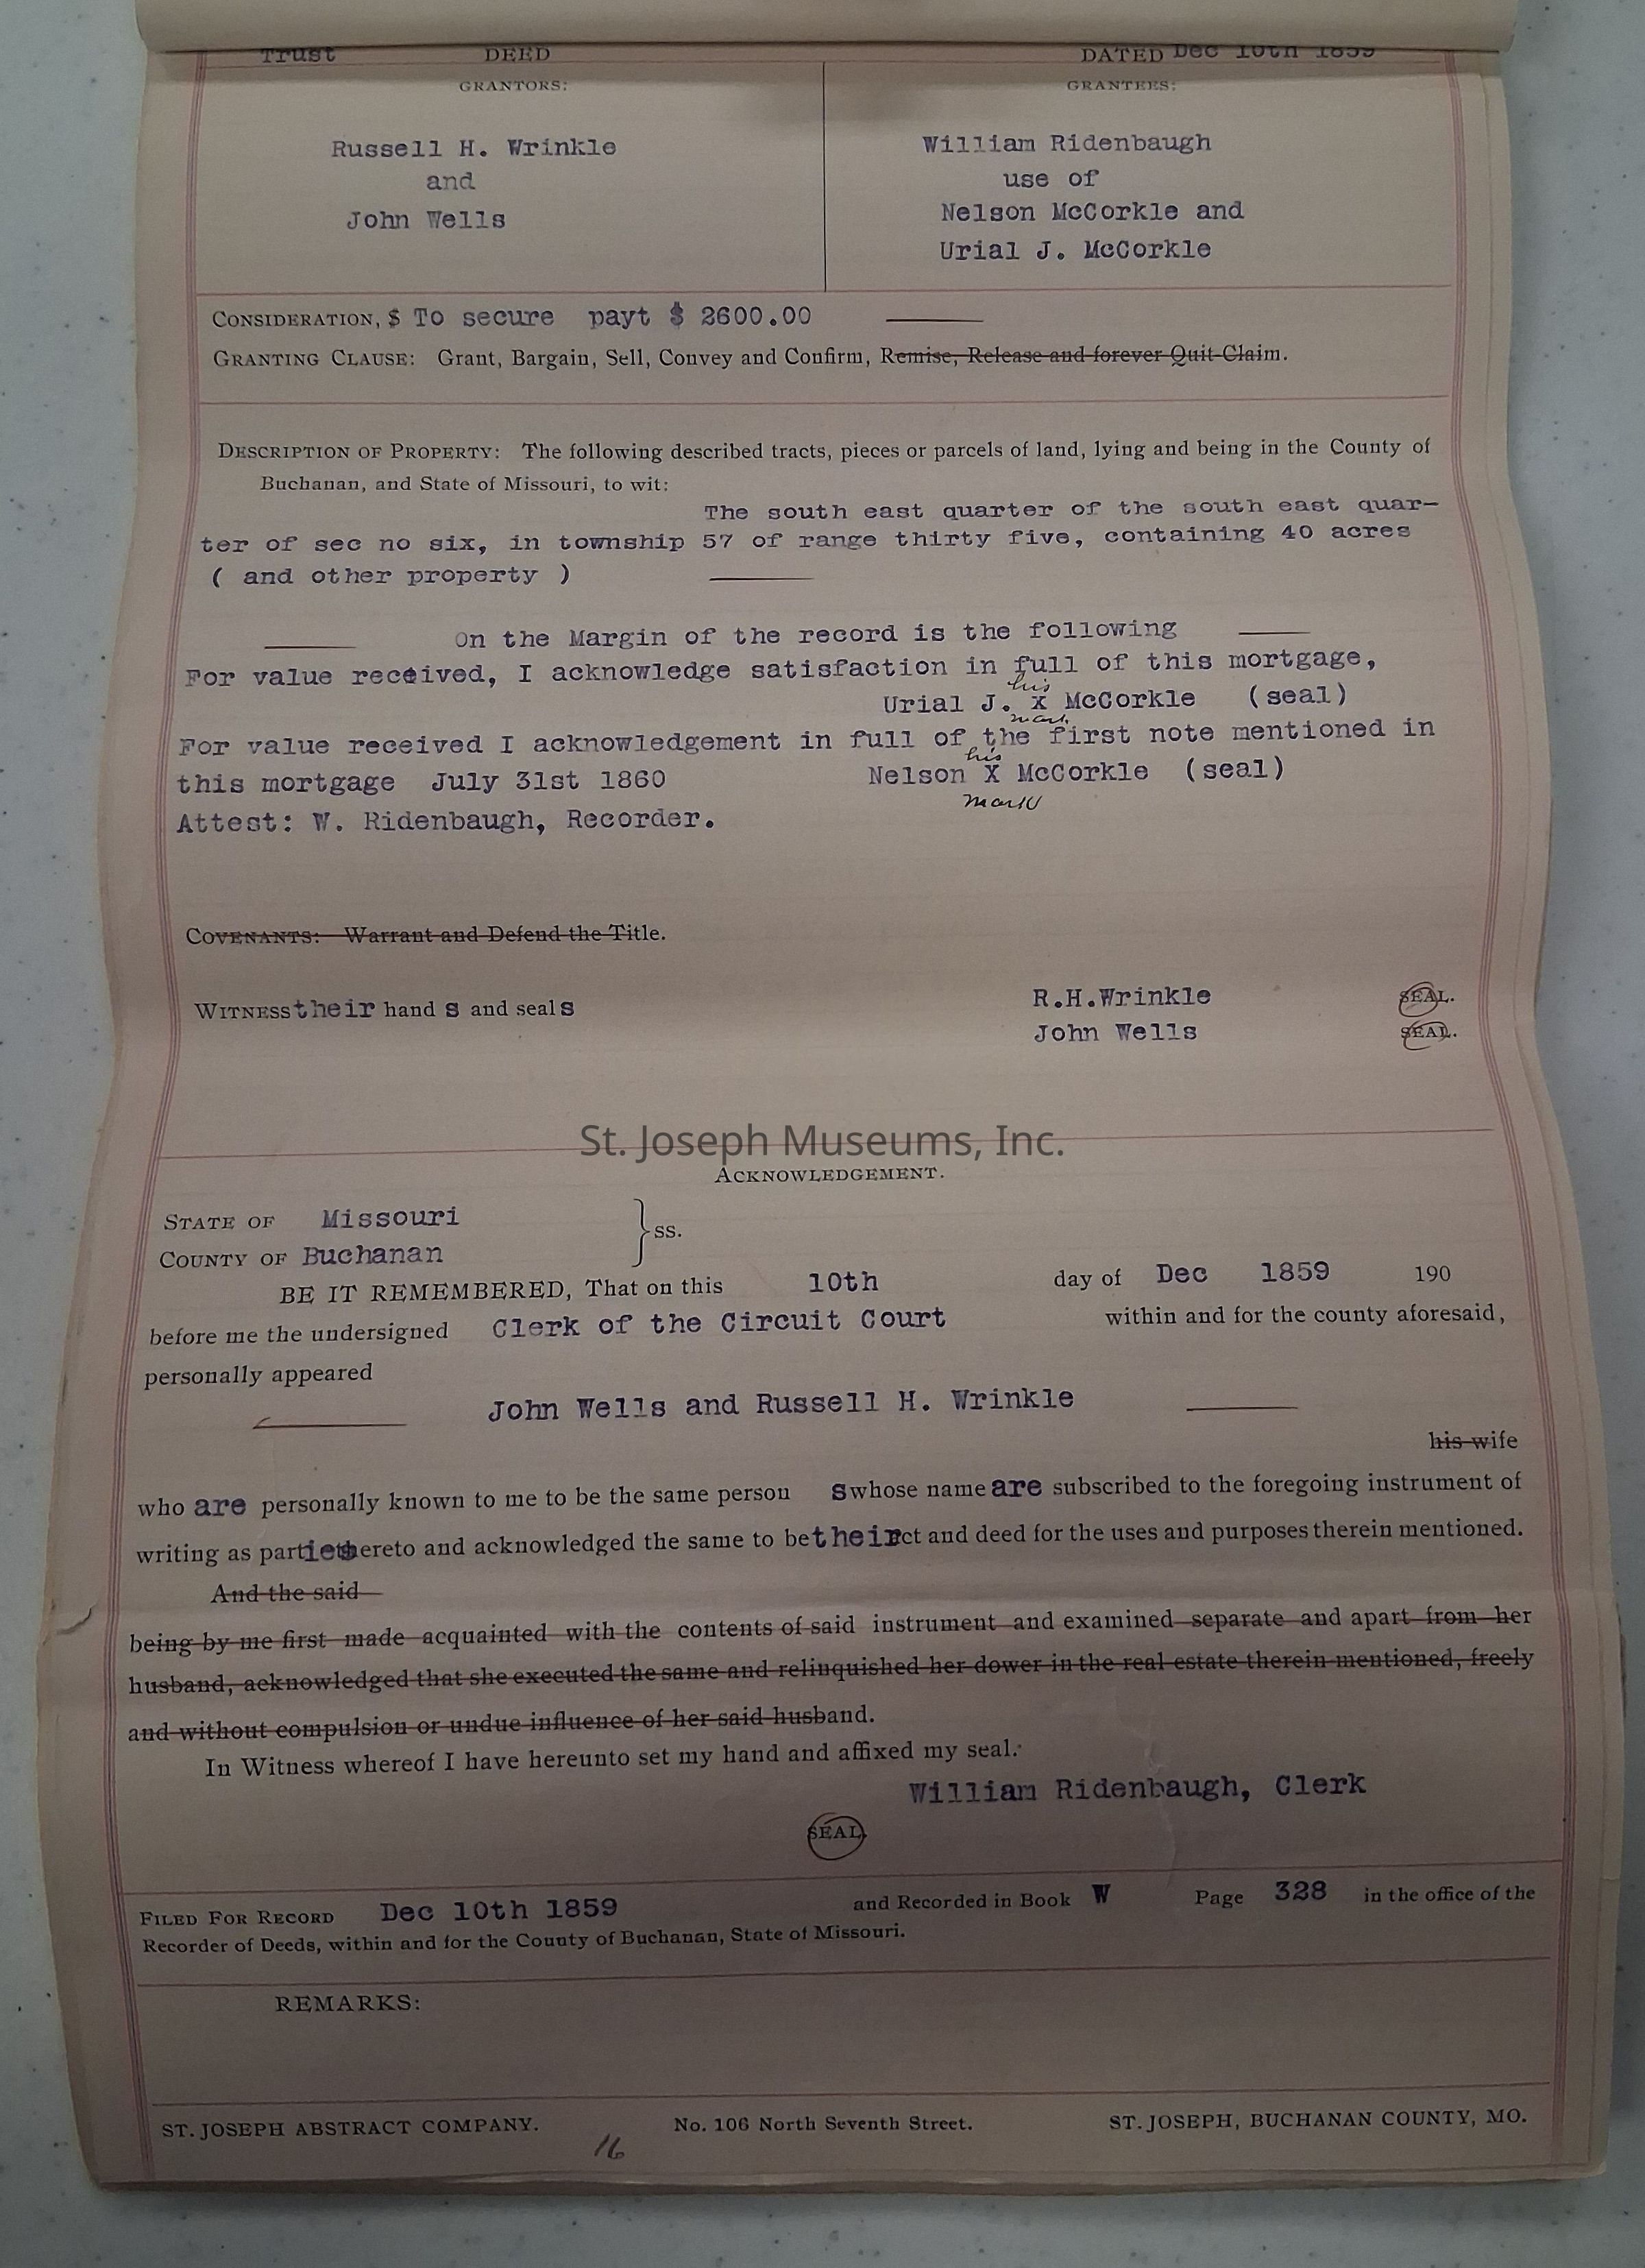 Trust DEED DATED Dec 10th 1859
GRANTORS: GRANTEES:
Russell H. Wrinkle William Ridenbaugh
and use of
John Wells Nelson McCorkle and
Urial J. McCorkle
CONSIDERATION, $ To secure payt $ 2600.00
GRANTING CLAUSE: Grant, Bargain, Sell, Convey and Confirm, Remise, Release and forever Quit-Claim.
DESCRIPTION OF PROPERTY: The following described tracts, pieces or parcels of land, lying and being in the County of
Buchanan, and State of Missouri, to wit:
The south east quarter of the south east quar-
ter of sec no six, in township 57 of range thirty five, containing 40 acres
( and other property )
On the Margin of the record is the following
For value received, I acknowledge satisfaction in full of this mortgage,
his
Urial J. X McCorkle (seal)
mark
For value received I acknowledgement in full of the first note mentioned in
his
this mortgage July 31st 1860 Nelson X McCorkle (seal)
mark
Attest: W. Ridenbaugh, Recorder.
COVENANTS: Warrant and Defend the Title.
WITNESS their hand s and seal s R.H.Wrinkle SEAL.
John Wells SEAL.
St. Joseph Museums, Inc.
ACKNOWLEDGEMENT.
STATE OF Missouri
COUNTY OF Buchanan } ss.
BE IT REMEMBERED, That on this 10th day of Dec 1859 190
before me the undersigned Clerk of the Circuit Court within and for the county aforesaid,
personally appeared
John Wells and Russell H. Wrinkle
his wife
who are personally known to me to be the same person s whose name are subscribed to the foregoing instrument of
writing as parties thereto and acknowledged the same to be their act and deed for the uses and purposes therein mentioned.
And the said
being by me first made acquainted with the contents of said instrument and examined separate and apart from her
husband, acknowledged that she executed the same and relinquished her dower in the real estate therein mentioned, freely
and without compulsion or undue influence of her said husband.
In Witness whereof I have hereunto set my hand and affixed my seal.
William Ridenbaugh, Clerk
SEAL.
FILED FOR RECORD Dec 10th 1859 and Recorded in Book W Page 328 in the office of the
Recorder of Deeds, within and for the County of Buchanan, State of Missouri.
REMARKS:
ST. JOSEPH ABSTRACT COMPANY. No. 106 North Seventh Street. ST. JOSEPH, BUCHANAN COUNTY, MO.
16